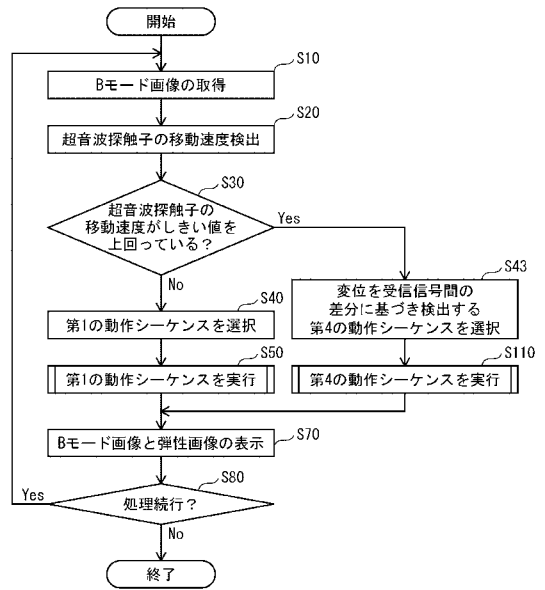 開始
S10
Bモード画像の取得
S20
超音波探触子の移動速度検出
S30
超音波探触子の
移動速度がしきい値を
上回っている？
Yes
No
S40
第1の動作シーケンスを選択
S43
変位を受信信号間の
差分に基づき検出する
第4の動作シーケンスを選択
S50
第1の動作シーケンスを実行
S110
第4の動作シーケンスを実行
S70
Bモード画像と弾性画像の表示
S80
処理続行？
Yes
No
終了